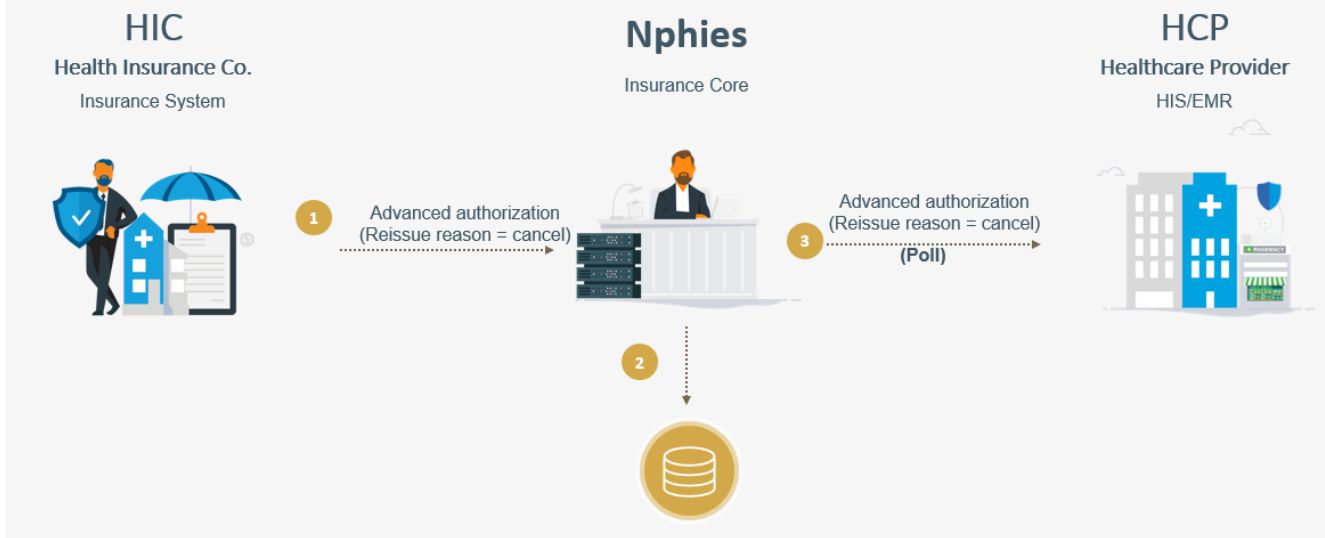 HIC
Health Insurance Co.
Insurance System
Nphies
Insurance Core
HCP
Healthcare Provider
HIS/EMR
1
Advanced authorization
(Reissue reason = cancel)
3
Advanced authorization
(Reissue reason = cancel)
(Poll)
PHARMACY
2